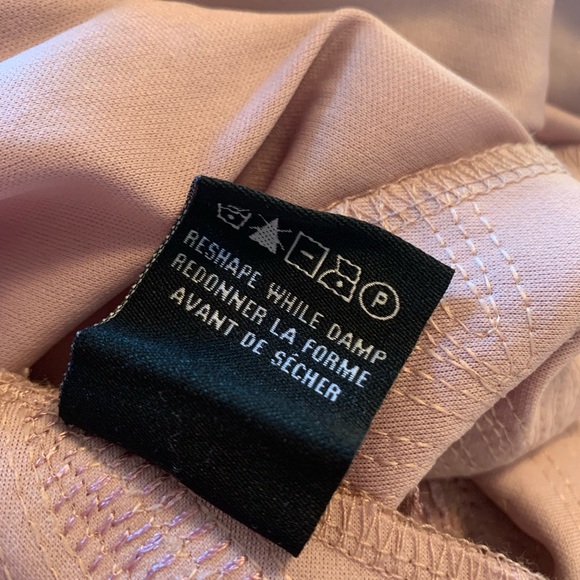 P
RESHAPE WHILE DAMP
REDONNER LA FORME
AVANT DE SÉCHER